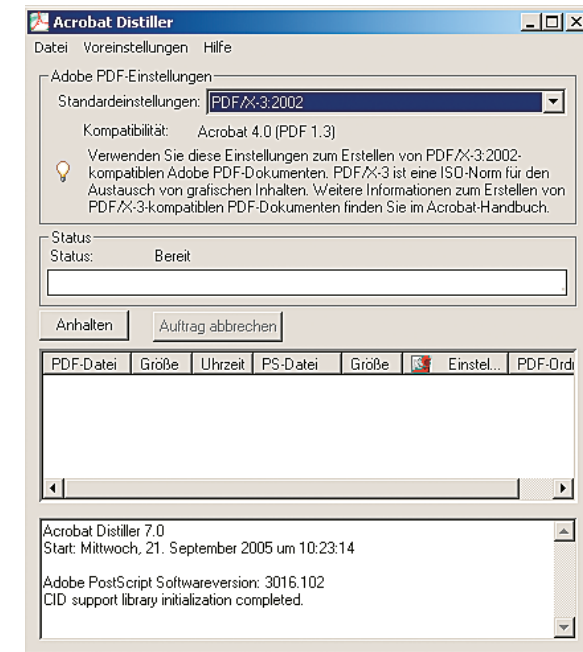 Acrobat Distiller
Datei Voreinstellungen Hilfe
Adobe PDF-Einstellungen
Standardeinstellungen: PDF/X-3:2002
Kompatibilität: Acrobat 4.0 (PDF 1.3)
Verwenden Sie diese Einstellungen zum Erstellen von PDF/X-3:2002-
kompatiblen Adobe PDF-Dokumenten. PDF/X-3 ist eine ISO-Norm für den
Austausch von grafischen Inhalten. Weitere Informationen zum Erstellen von
PDF/X-3-kompatiblen PDF-Dokumenten finden Sie im Acrobat-Handbuch.
Status
Status: Bereit
Anhalten Auftrag abbrechen
PDF-Datei Größe Uhrzeit PS-Datei Größe Einstel... PDF-Ord
Acrobat Distiller 7.0
Start: Mittwoch, 21. September 2005 um 10:23:14
Adobe PostScript Softwareversion: 3016.102
CID support library initialization completed.